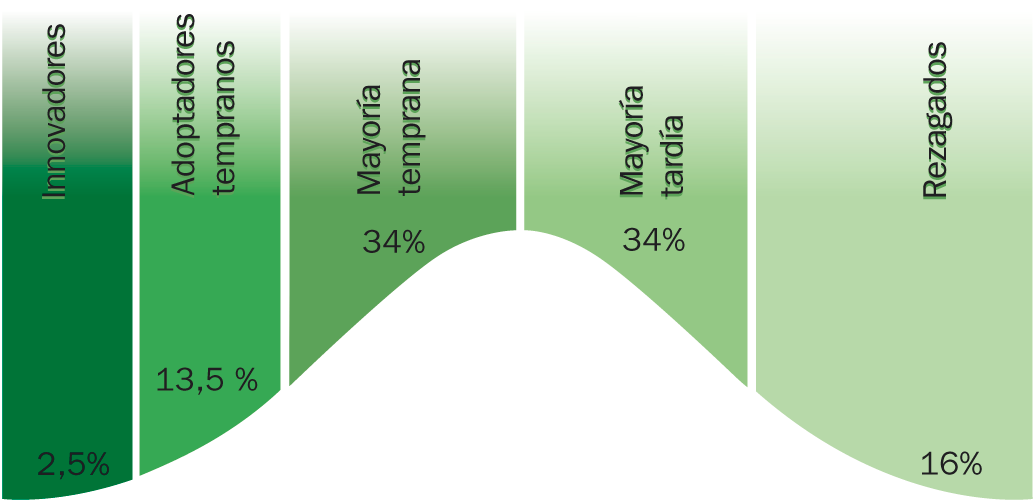 Innovadores
2,5%
Adoptadores
tempranos
13,5 %
Mayoría
temprana
34%
Mayoría
tardía
34%
Rezagados
16%